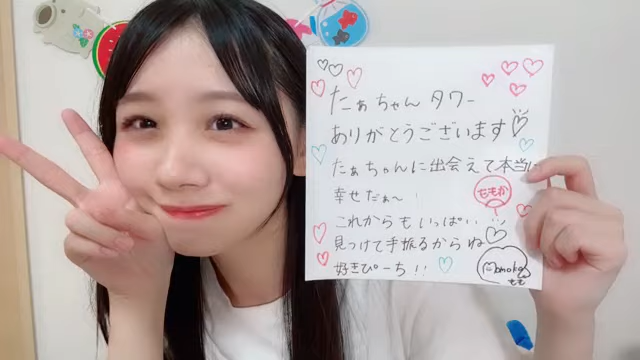 たぁちゃん タワー
ありがとうございます
たぁちゃんに出会えて本当に
幸せだぁ〜!
ももか
これからもいっぱい
見つけて手振るからね
好きぴーち!!
Momoka
もも